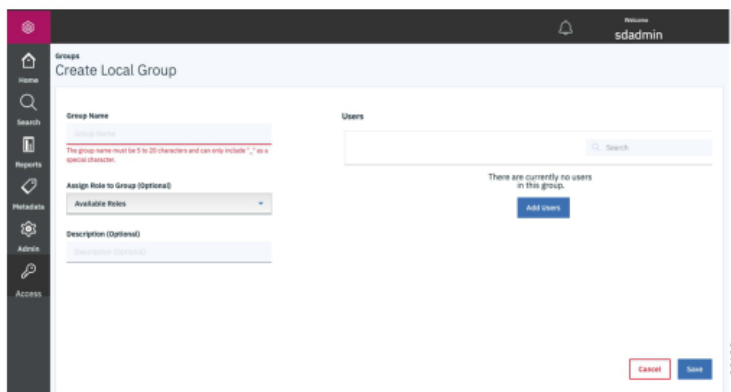 Welcome
sdadmin
Home
Search
Reports
Metadata
Admin
Access
Groups
Create Local Group
Group Name
Group Name
The group name must be 5 to 20 characters and can only include "_" as a
special character.
Assign Role to Group (Optional)
Available Roles
Description (Optional)
Description (Optional)
Users
Search
There are currently no users
in this group.
Add Users
Cancel
Save